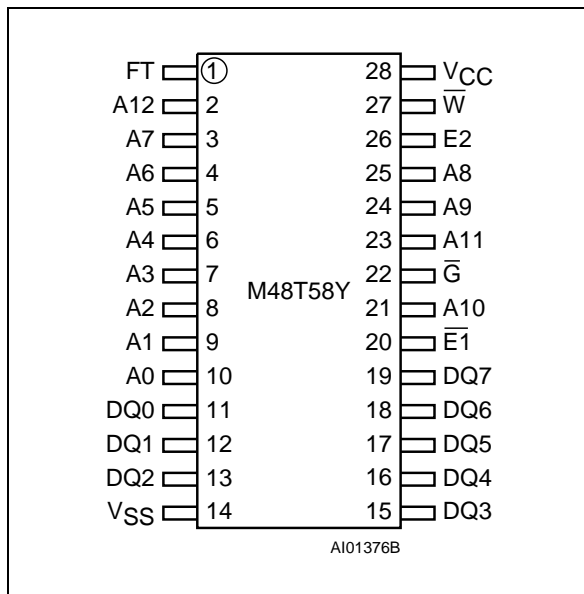 FT 1 28 VCC
A12 2 27 W̅
A7 3 26 E2
A6 4 25 A8
A5 5 24 A9
A4 6 23 A11
A3 7 22 G̅
M48T58Y
A2 8 21 A10
A1 9 20 E̅1̅
A0 10 19 DQ7
DQ0 11 18 DQ6
DQ1 12 17 DQ5
DQ2 13 16 DQ4
VSS 14 15 DQ3
AI01376B